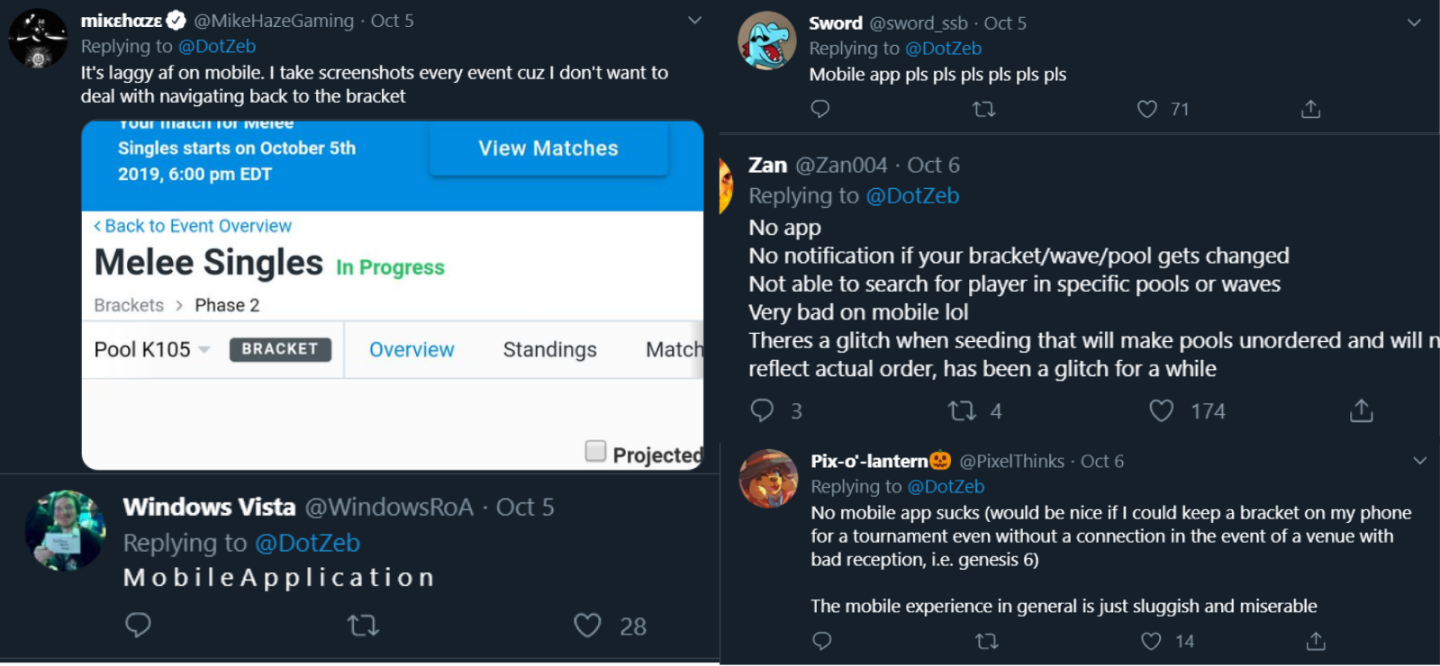 mikεhαzε @MikeHazeGaming · Oct 5
Replying to @DotZeb
It's laggy af on mobile. I take screenshots every event cuz I don't want to
deal with navigating back to the bracket
Your match for Melee
Singles starts on October 5th
2019, 6:00 pm EDT
View Matches
< Back to Event Overview
Melee Singles In Progress
Brackets > Phase 2
Pool K105 BRACKET Overview Standings Match
Projected
Windows Vista @WindowsRoA · Oct 5
Replying to @DotZeb
M o b i l e A p p l i c a t i o n
28
Sword @sword_ssb · Oct 5
Replying to @DotZeb
Mobile app pls pls pls pls pls pls
71
Zan @Zan004 · Oct 6
Replying to @DotZeb
No app
No notification if your bracket/wave/pool gets changed
Not able to search for player in specific pools or waves
Very bad on mobile lol
Theres a glitch when seeding that will make pools unordered and will n
reflect actual order, has been a glitch for a while
3 4 174
Pix-o'-lantern🎃 @PixelThinks · Oct 6
Replying to @DotZeb
No mobile app sucks (would be nice if I could keep a bracket on my phone
for a tournament even without a connection in the event of a venue with
bad reception, i.e. genesis 6)
The mobile experience in general is just sluggish and miserable
14